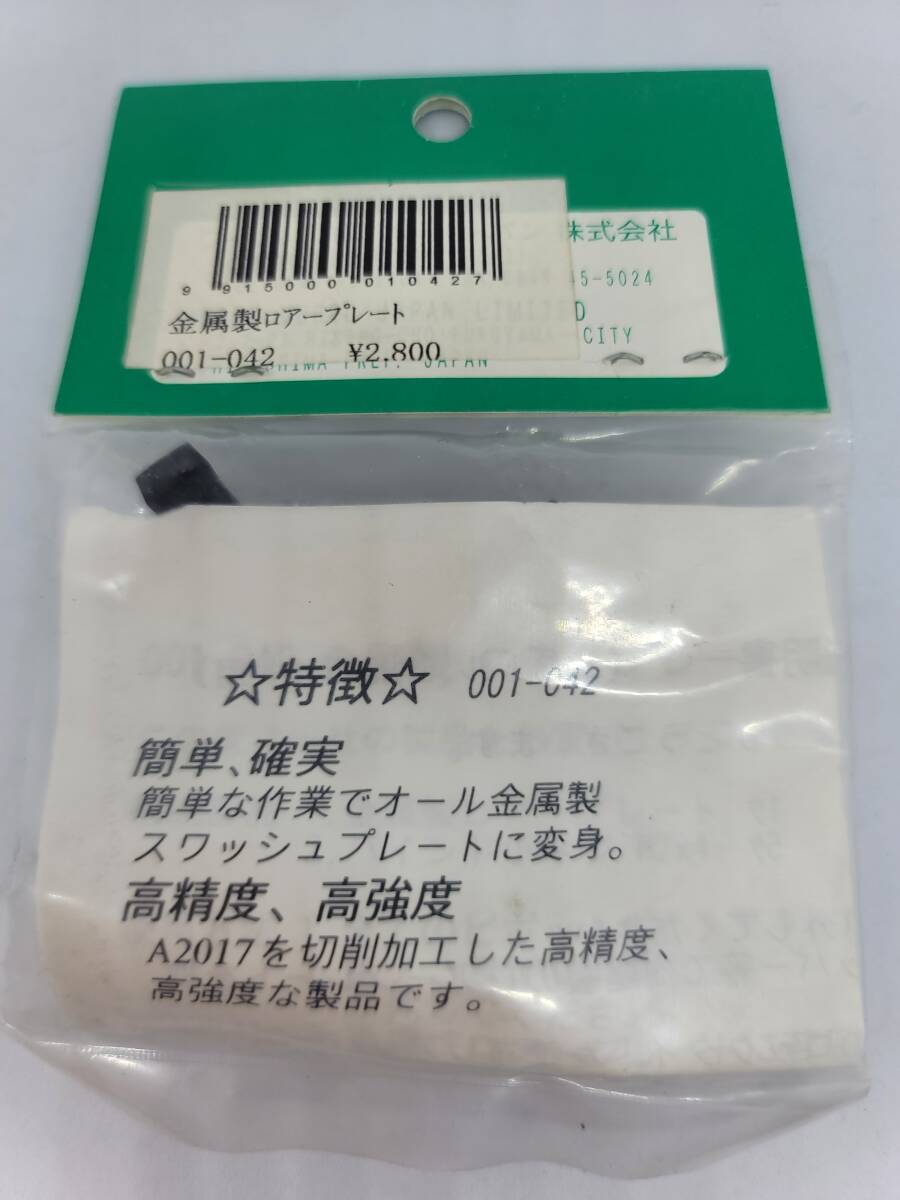 株式会社
45-5024
9 915000 010427
LIMITED
CITY
金属製ロアープレート
001-042 ¥2,800
JAPAN
☆特徴☆ 001-042
簡単、確実
簡単な作業でオール金属製
スワッシュプレートに変身。
高精度、高強度
A2017を切削加工した高精度、
高強度な製品です。